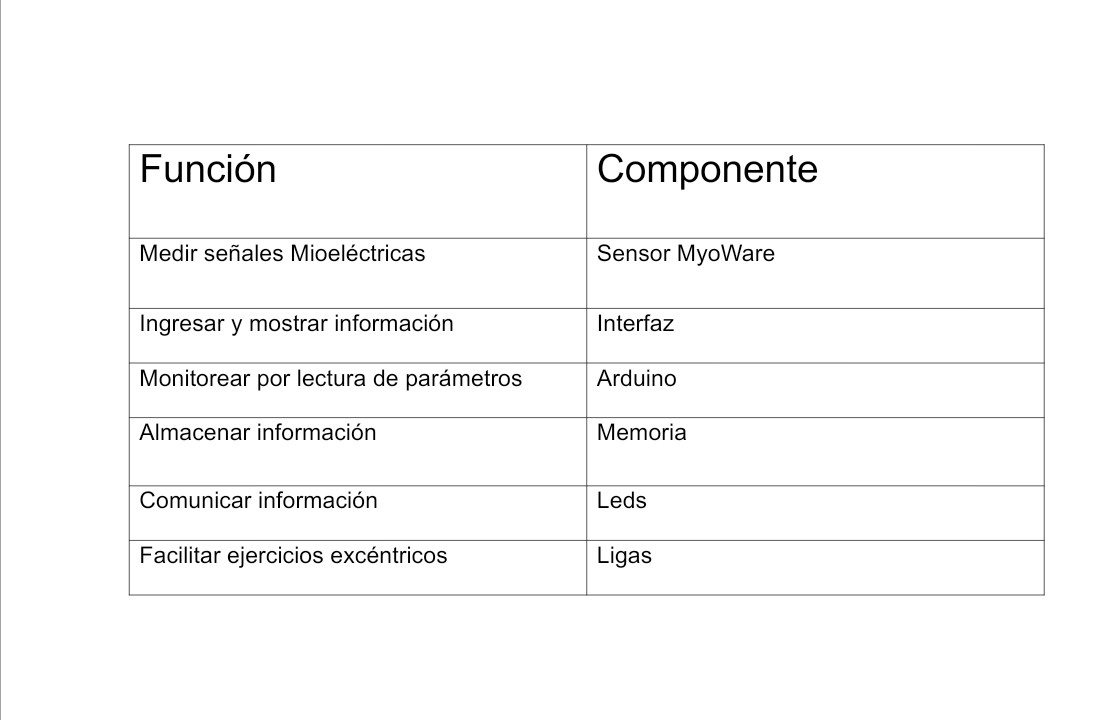 Función
Componente
Medir señales Mioeléctricas
Sensor MyoWare
Ingresar y mostrar información
Interfaz
Monitorear por lectura de parámetros
Arduino
Almacenar información
Memoria
Comunicar información
Leds
Facilitar ejercicios excéntricos
Ligas